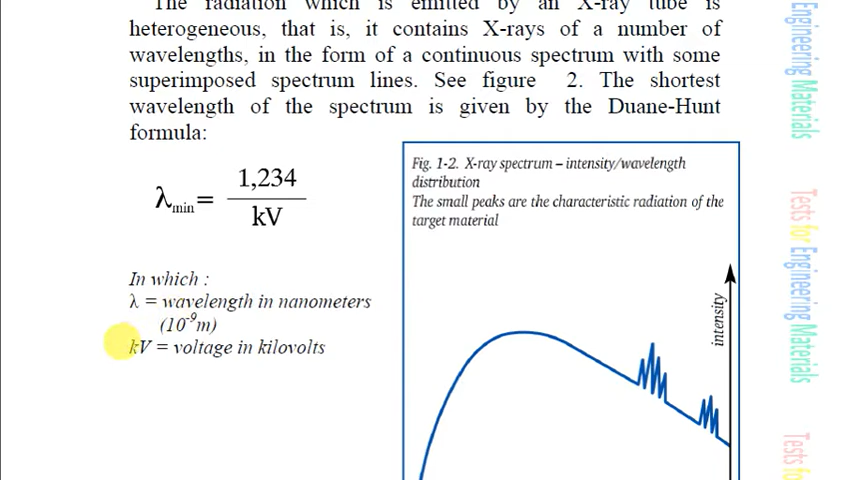 The radiation which is emitted by an X-ray tube is
heterogeneous, that is, it contains X-rays of a number of
wavelengths, in the form of a continuous spectrum with some
superimposed spectrum lines. See figure 2. The shortest
wavelength of the spectrum is given by the Duane-Hunt
formula:
λmin = 1,234
kV
In which :
λ = wavelength in nanometers
(10⁻⁹m)
kV = voltage in kilovolts
Fig. 1-2. X-ray spectrum – intensity/wavelength
distribution
The small peaks are the characteristic radiation of the
target material
intensity
Engineering Materials
Tests for Engineering Materials
Tests for